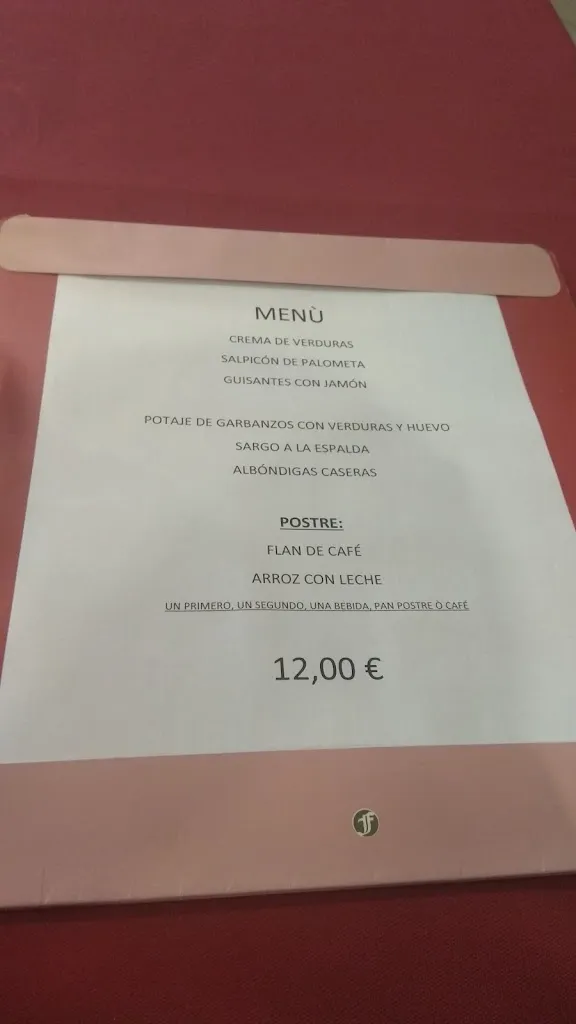 MENÙ
CREMA DE VERDURAS
SALPICÓN DE PALOMETA
GUISANTES CON JAMÓN
POTAJE DE GARBANZOS CON VERDURAS Y HUEVO
SARGO A LA ESPALDA
ALBÓNDIGAS CASERAS
POSTRE:
FLAN DE CAFÉ
ARROZ CON LECHE
UN PRIMERO, UN SEGUNDO, UNA BEBIDA, PAN POSTRE Ò CAFÉ
12,00 €